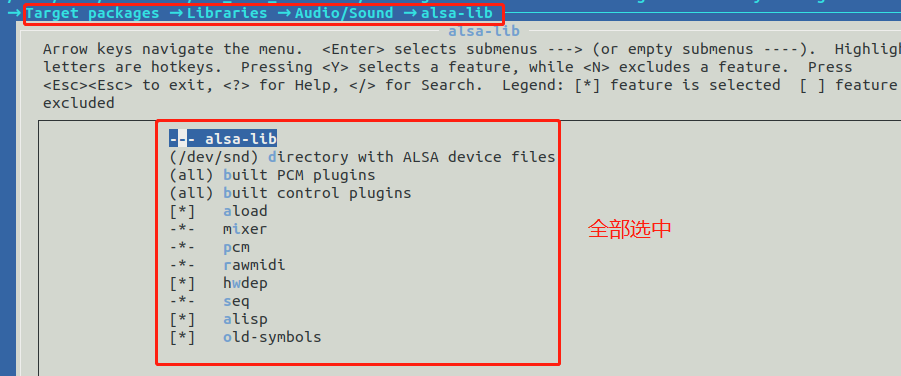 →Target packages →Libraries →Audio/Sound →alsa-lib
alsa-lib
Arrow keys navigate the menu.  <Enter> selects submenus ---> (or empty submenus ----).  Highligh
letters are hotkeys.  Pressing <Y> selects a feature, while <N> excludes a feature.  Press
<Esc><Esc> to exit, <?> for Help, </> for Search.  Legend: [*] feature is selected  [ ] feature
excluded
--- alsa-lib
(/dev/snd) directory with ALSA device files
(all) built PCM plugins
(all) built control plugins
[*]   aload
-*-   mixer
-*-   pcm
-*-   rawmidi
[*]   hwdep
-*-   seq
[*]   alisp
[*]   old-symbols
全部选中